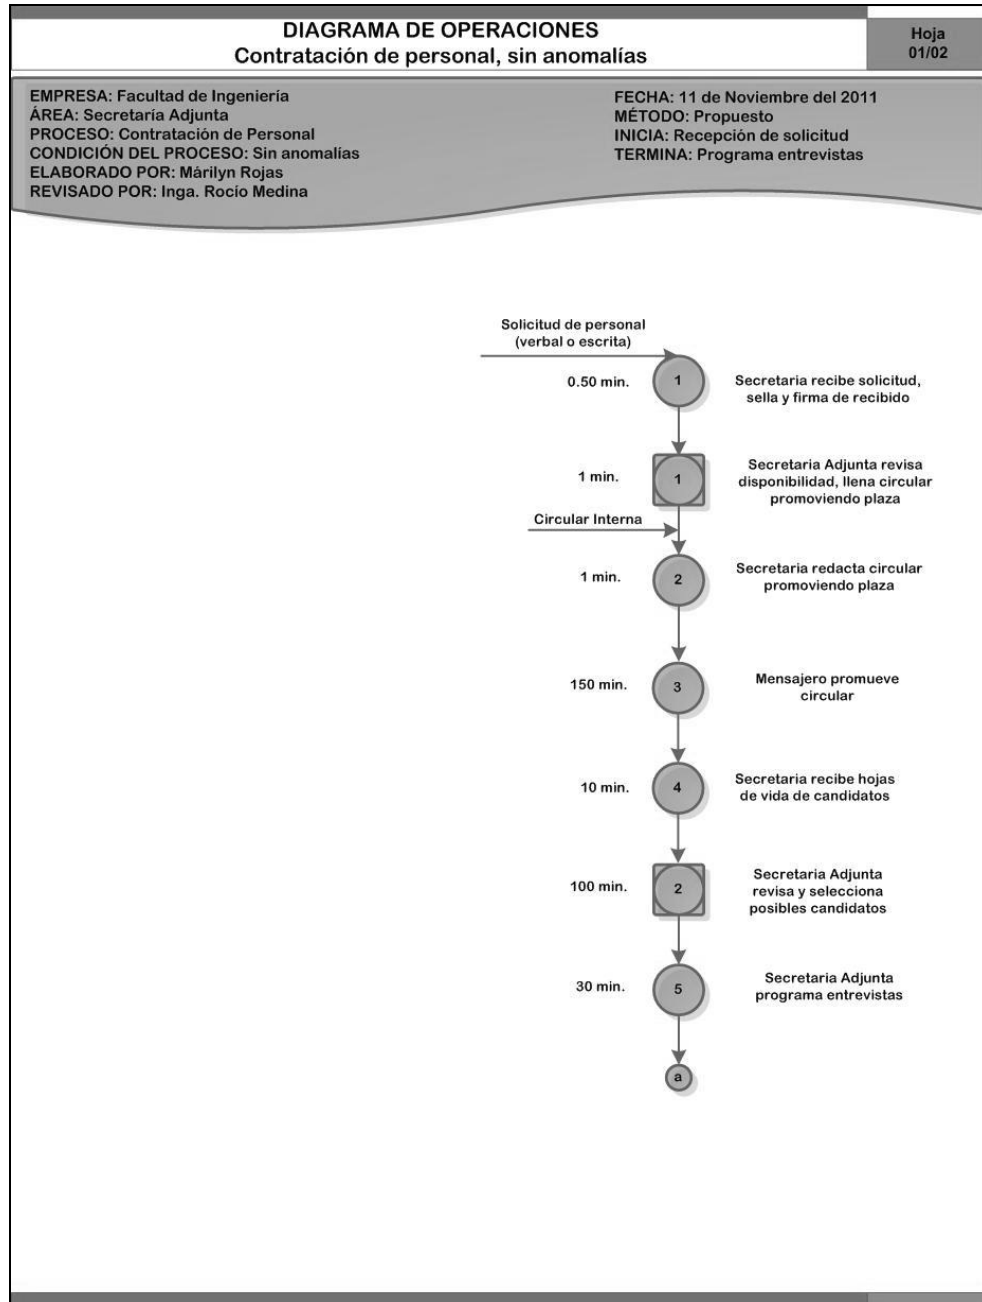 DIAGRAMA DE OPERACIONES
Contratación de personal, sin anomalías
Hoja
01/02
EMPRESA: Facultad de Ingeniería
ÁREA: Secretaría Adjunta
PROCESO: Contratación de Personal
CONDICIÓN DEL PROCESO: Sin anomalías
ELABORADO POR: Márilyn Rojas
REVISADO POR: Inga. Rocío Medina
FECHA: 11 de Noviembre del 2011
MÉTODO: Propuesto
INICIA: Recepción de solicitud
TERMINA: Programa entrevistas
Solicitud de personal
(verbal o escrita)
0.50 min.
1
Secretaria recibe solicitud,
sella y firma de recibido
1 min.
1
Secretaria Adjunta revisa
disponibilidad, llena circular
promoviendo plaza
Circular Interna
1 min.
2
Secretaria redacta circular
promoviendo plaza
150 min.
3
Mensajero promueve
circular
10 min.
4
Secretaria recibe hojas
de vida de candidatos
100 min.
2
Secretaria Adjunta
revisa y selecciona
posibles candidatos
30 min.
5
Secretaria Adjunta
programa entrevistas
a